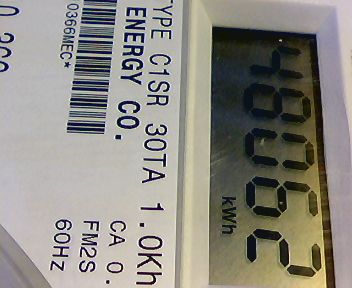 48062
kWh
TYPE C1SR 30TA 1.0Kh
ENERGY CO. CA 0.
FM2S
60Hz
0366MEC*